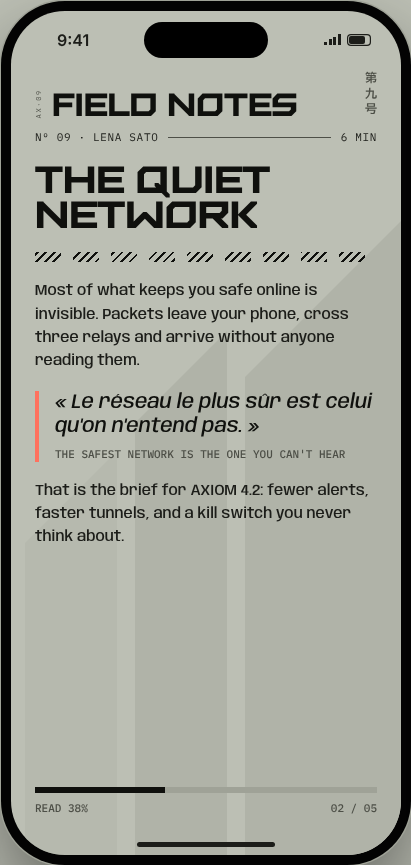 9:41
第九号
AX-09
FIELD NOTES
Nº 09 · LENA SATO
6 MIN
THE QUIET
NETWORK
Most of what keeps you safe online is
invisible. Packets leave your phone, cross
three relays and arrive without anyone
reading them.
« Le réseau le plus sûr est celui
qu'on n'entend pas. »
THE SAFEST NETWORK IS THE ONE YOU CAN'T HEAR
That is the brief for AXIOM 4.2: fewer alerts,
faster tunnels, and a kill switch you never
think about.
READ 38%
02 / 05